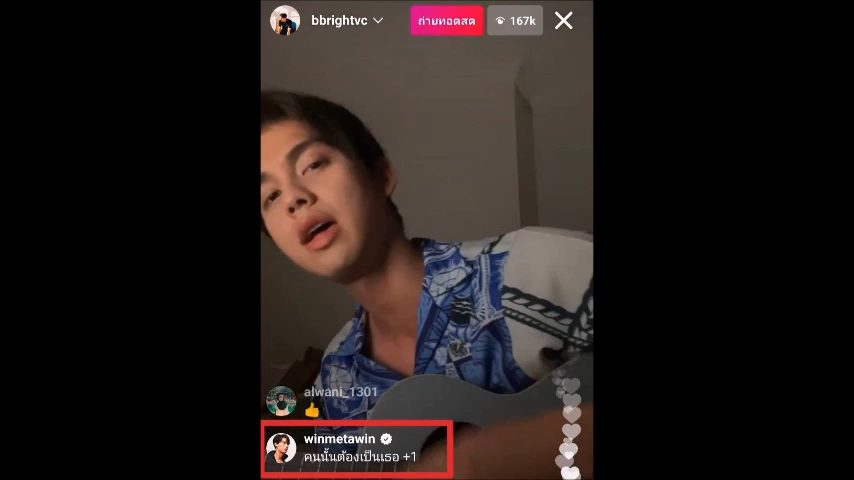 bbrightvc
ถ่ายทอดสด
167k
alwani_1301
winmetawin
คนนั้นต้องเป็นเธอ +1